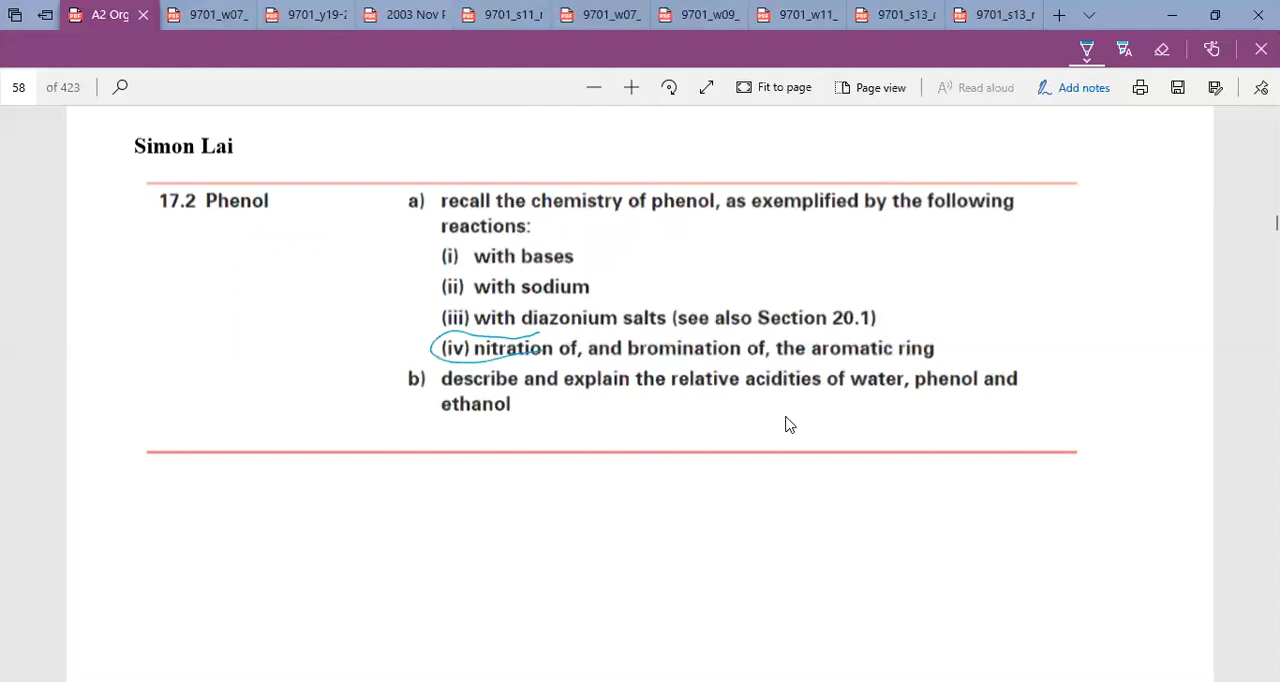 A2 Org
9701_w07_
9701_y19-2
2003 Nov F
9701_s11_r
9701_w07_
9701_w09_
9701_w11_
9701_s13_r
9701_s13_r
58 of 423
Fit to page
Page view
Read aloud
Add notes
Simon Lai
17.2 Phenol
a) recall the chemistry of phenol, as exemplified by the following
reactions:
(i) with bases
(ii) with sodium
(iii) with diazonium salts (see also Section 20.1)
(iv) nitration of, and bromination of, the aromatic ring
b) describe and explain the relative acidities of water, phenol and
ethanol